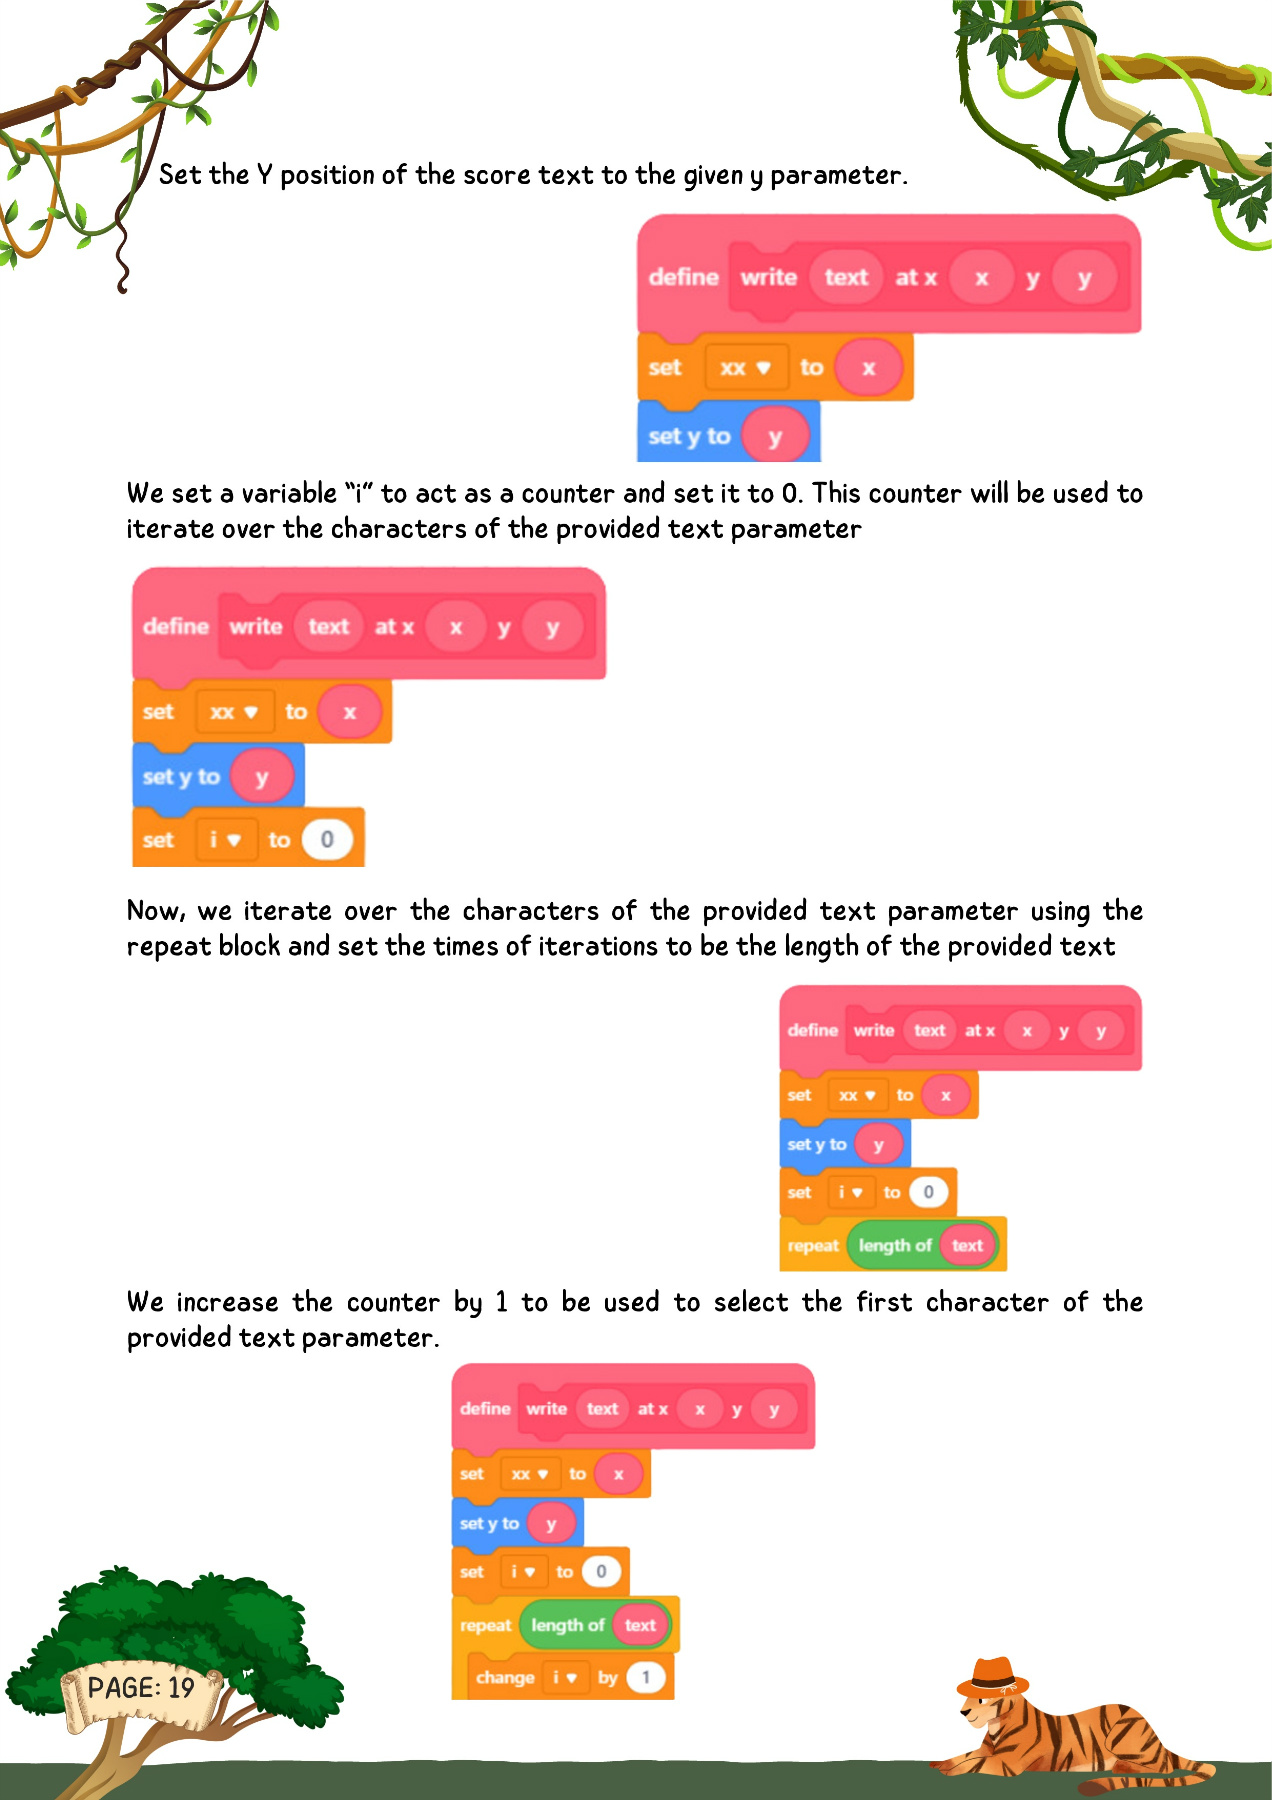 Set the Y position of the score text to the given y parameter.
define write text at x x y y
set xx to x
set y to y
We set a variable “i” to act as a counter and set it to 0. This counter will be used to
iterate over the characters of the provided text parameter
define write text at x x y y
set xx to x
set y to y
set i to 0
Now, we iterate over the characters of the provided text parameter using the
repeat block and set the times of iterations to be the length of the provided text
define write text at x x y y
set xx to x
set y to y
set i to 0
repeat length of text
We increase the counter by 1 to be used to select the first character of the
provided text parameter.
define write text at x x y y
set xx to x
set y to y
set i to 0
repeat length of text
change i by 1
PAGE: 19